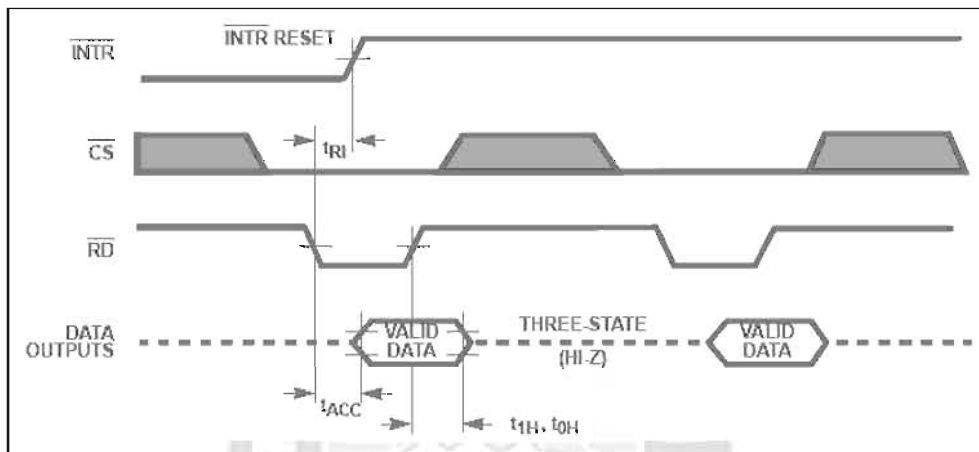 INTR
INTR RESET
tRI
CS
RD
DATA
OUTPUTS
VALID
DATA
THREE-STATE
(HI-Z)
VALID
DATA
tACC
t1H, t0H